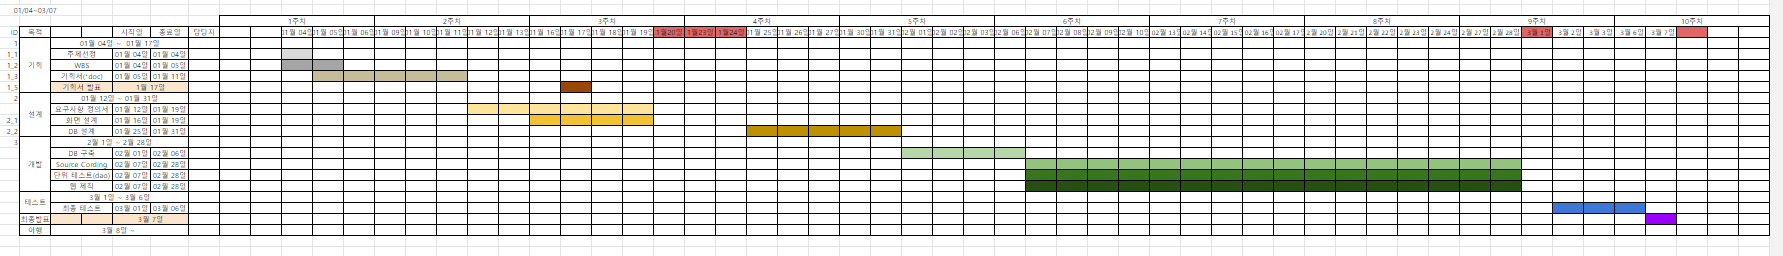 01/04~03/07
1주차 2주차 3주차 4주차 5주차 6주차 7주차 8주차 9주차 10주차
ID 목적 시작일 종료일 담당자 01월 04일 01월 05일 01월 06일 01월 09일 01월 10일 01월 11일 01월 12일 01월 13일 01월 16일 01월 17일 01월 18일 01월 19일 1월20일 1월23일 1월24일 01월 25일 01월 26일 01월 27일 01월 30일 01월 31일 02월 01일 02월 02일 02월 03일 02월 06일 02월 07일 02월 08일 02월 09일 02월 10일 02월 13일 02월 14일 02월 15일 02월 16일 02월 17일 2월 20일 2월 21일 2월 22일 2월 23일 2월 24일 2월 27일 2월 28일 3월 1일 3월 2일 3월 3일 3월 6일 3월 7일
1 기획 01월 04일 ~ 01월 17일
1_1 주제선정 01월 04일 01월 04일
1_2 WBS 01월 04일 01월 05일
1_3 기획서(*doc) 01월 05일 01월 11일
1_5 기획서 발표 1월 17일
2 설계 01월 12일 ~ 01월 31일
요구사항 정의서 01월 12일 01월 19일
2_1 화면 설계 01월 16일 01월 19일
2_2 DB 설계 01월 25일 01월 31일
3 개발 2월 1일 ~ 2월 28일
DB 구축 02월 01일 02월 06일
Source Cording 02월 07일 02월 28일
단위 테스트(dao) 02월 07일 02월 28일
웹 제작 02월 07일 02월 28일
테스트 3월 1일 ~ 3월 6일
최종 테스트 03월 01일 03월 06일
최종발표 3월 7일
이행 3월 8일 ~